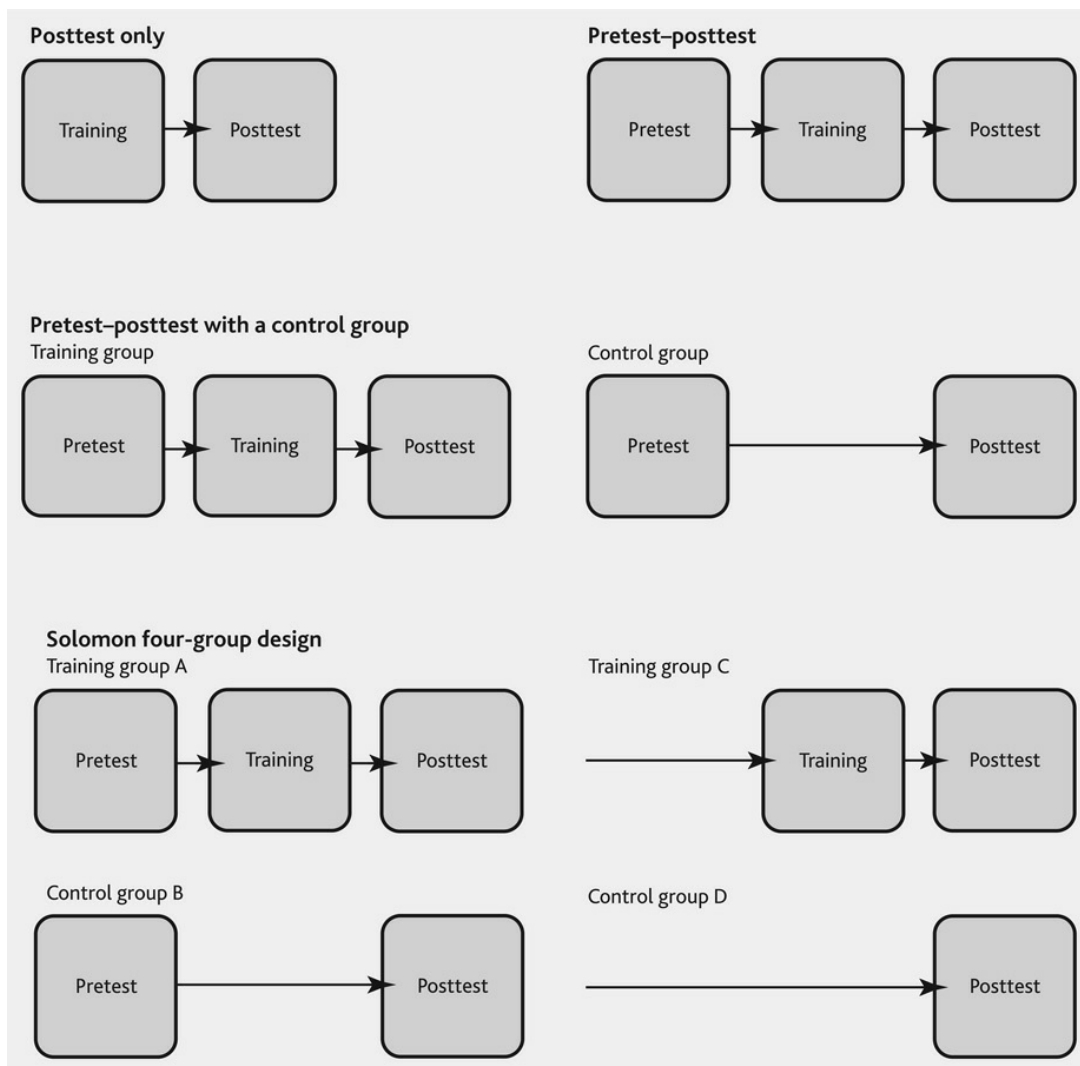 Posttest only
Training
Posttest
Pretest–posttest
Pretest
Training
Posttest
Pretest–posttest with a control group
Training group
Pretest
Training
Posttest
Control group
Pretest
Posttest
Solomon four-group design
Training group A
Pretest
Training
Posttest
Training group C
Training
Posttest
Control group B
Pretest
Posttest
Control group D
Posttest